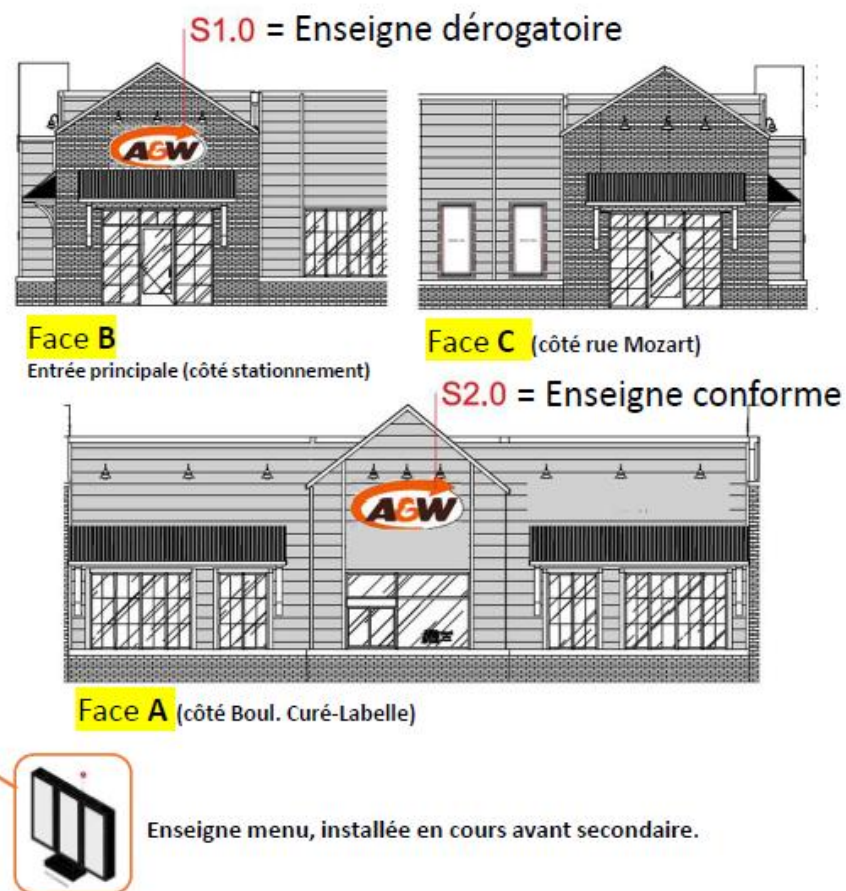 S1.0 = Enseigne dérogatoire
A&W
Face B
Entrée principale (côté stationnement)
Face C (côté rue Mozart)
S2.0 = Enseigne conforme
A&W
Face A (côté Boul. Curé-Labelle)
Enseigne menu, installée en cours avant secondaire.